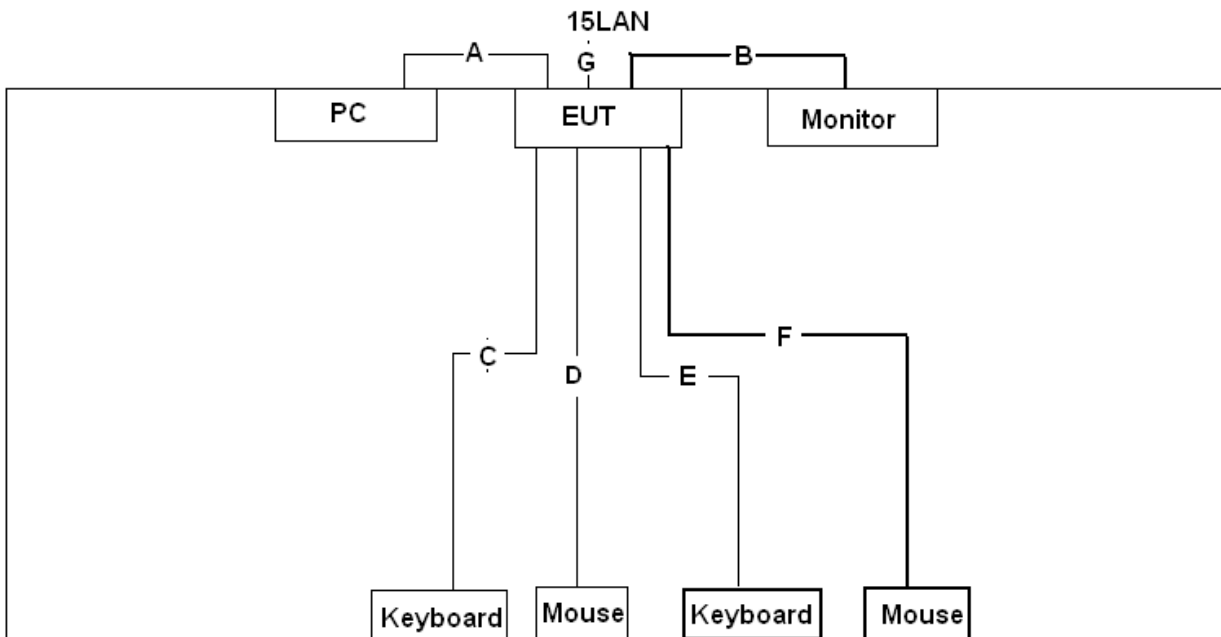 15LAN
A
G
B
PC
EUT
Monitor
C
D
E
F
Keyboard
Mouse
Keyboard
Mouse